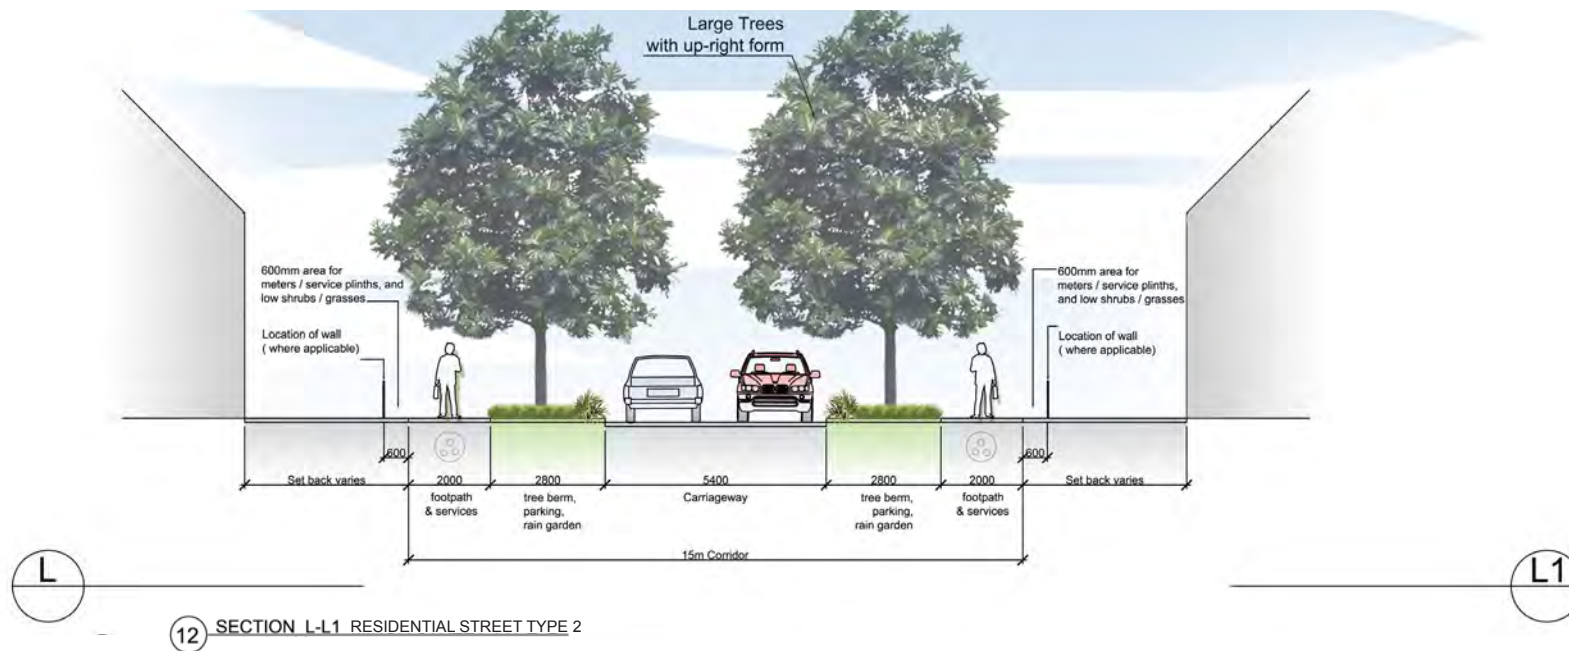 Large Trees
with up-right form
600mm area for
meters / service plinths, and
low shrubs / grasses
Location of wall
( where applicable)
600mm area for
meters / service plinths,
and low shrubs / grasses
Location of wall
( where applicable)
600
600
Set back varies
2000
2800
5400
2800
2000
Set back varies
footpath
& services
tree berm,
parking,
rain garden
Carriageway
tree berm,
parking,
rain garden
footpath
& services
15m Corridor
L
L1
12 SECTION L-L1 RESIDENTIAL STREET TYPE 2